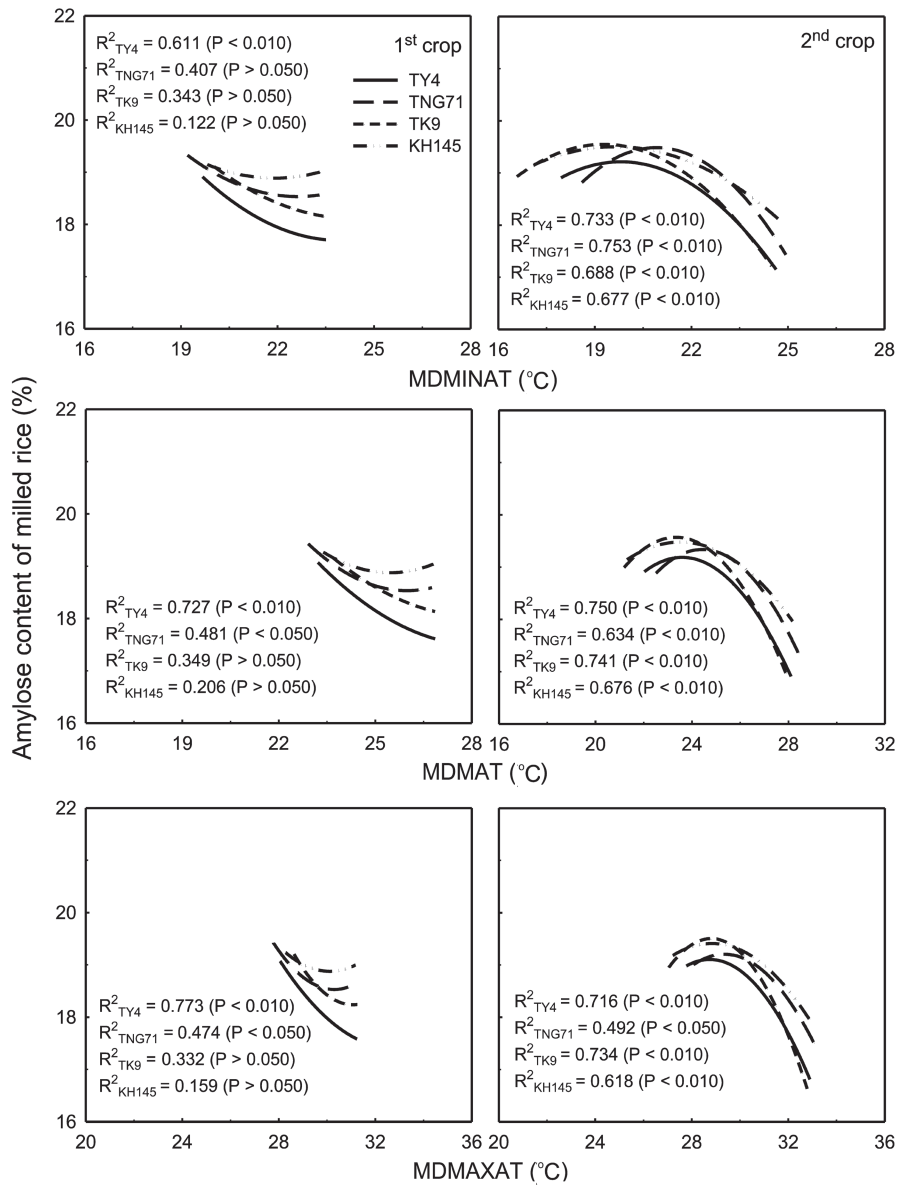 Amylose content of milled rice (%)
22
20
18
16
R²TY4 = 0.611 (P < 0.010)
R²TNG71 = 0.407 (P > 0.050)
R²TK9 = 0.343 (P > 0.050)
R²KH145 = 0.122 (P > 0.050)
1st crop
TY4
TNG71
TK9
KH145
16 19 22 25 28
2nd crop
R²TY4 = 0.733 (P < 0.010)
R²TNG71 = 0.753 (P < 0.010)
R²TK9 = 0.688 (P < 0.010)
R²KH145 = 0.677 (P < 0.010)
16 19 22 25 28
MDMINAT (°C)
22
20
18
16
R²TY4 = 0.727 (P < 0.010)
R²TNG71 = 0.481 (P < 0.050)
R²TK9 = 0.349 (P > 0.050)
R²KH145 = 0.206 (P > 0.050)
16 19 22 25 28
R²TY4 = 0.750 (P < 0.010)
R²TNG71 = 0.634 (P < 0.010)
R²TK9 = 0.741 (P < 0.010)
R²KH145 = 0.676 (P < 0.010)
16 20 24 28 32
MDMAT (°C)
22
20
18
16
R²TY4 = 0.773 (P < 0.010)
R²TNG71 = 0.474 (P < 0.050)
R²TK9 = 0.332 (P > 0.050)
R²KH145 = 0.159 (P > 0.050)
20 24 28 32 36
R²TY4 = 0.716 (P < 0.010)
R²TNG71 = 0.492 (P < 0.050)
R²TK9 = 0.734 (P < 0.010)
R²KH145 = 0.618 (P < 0.010)
20 24 28 32 36
MDMAXAT (°C)